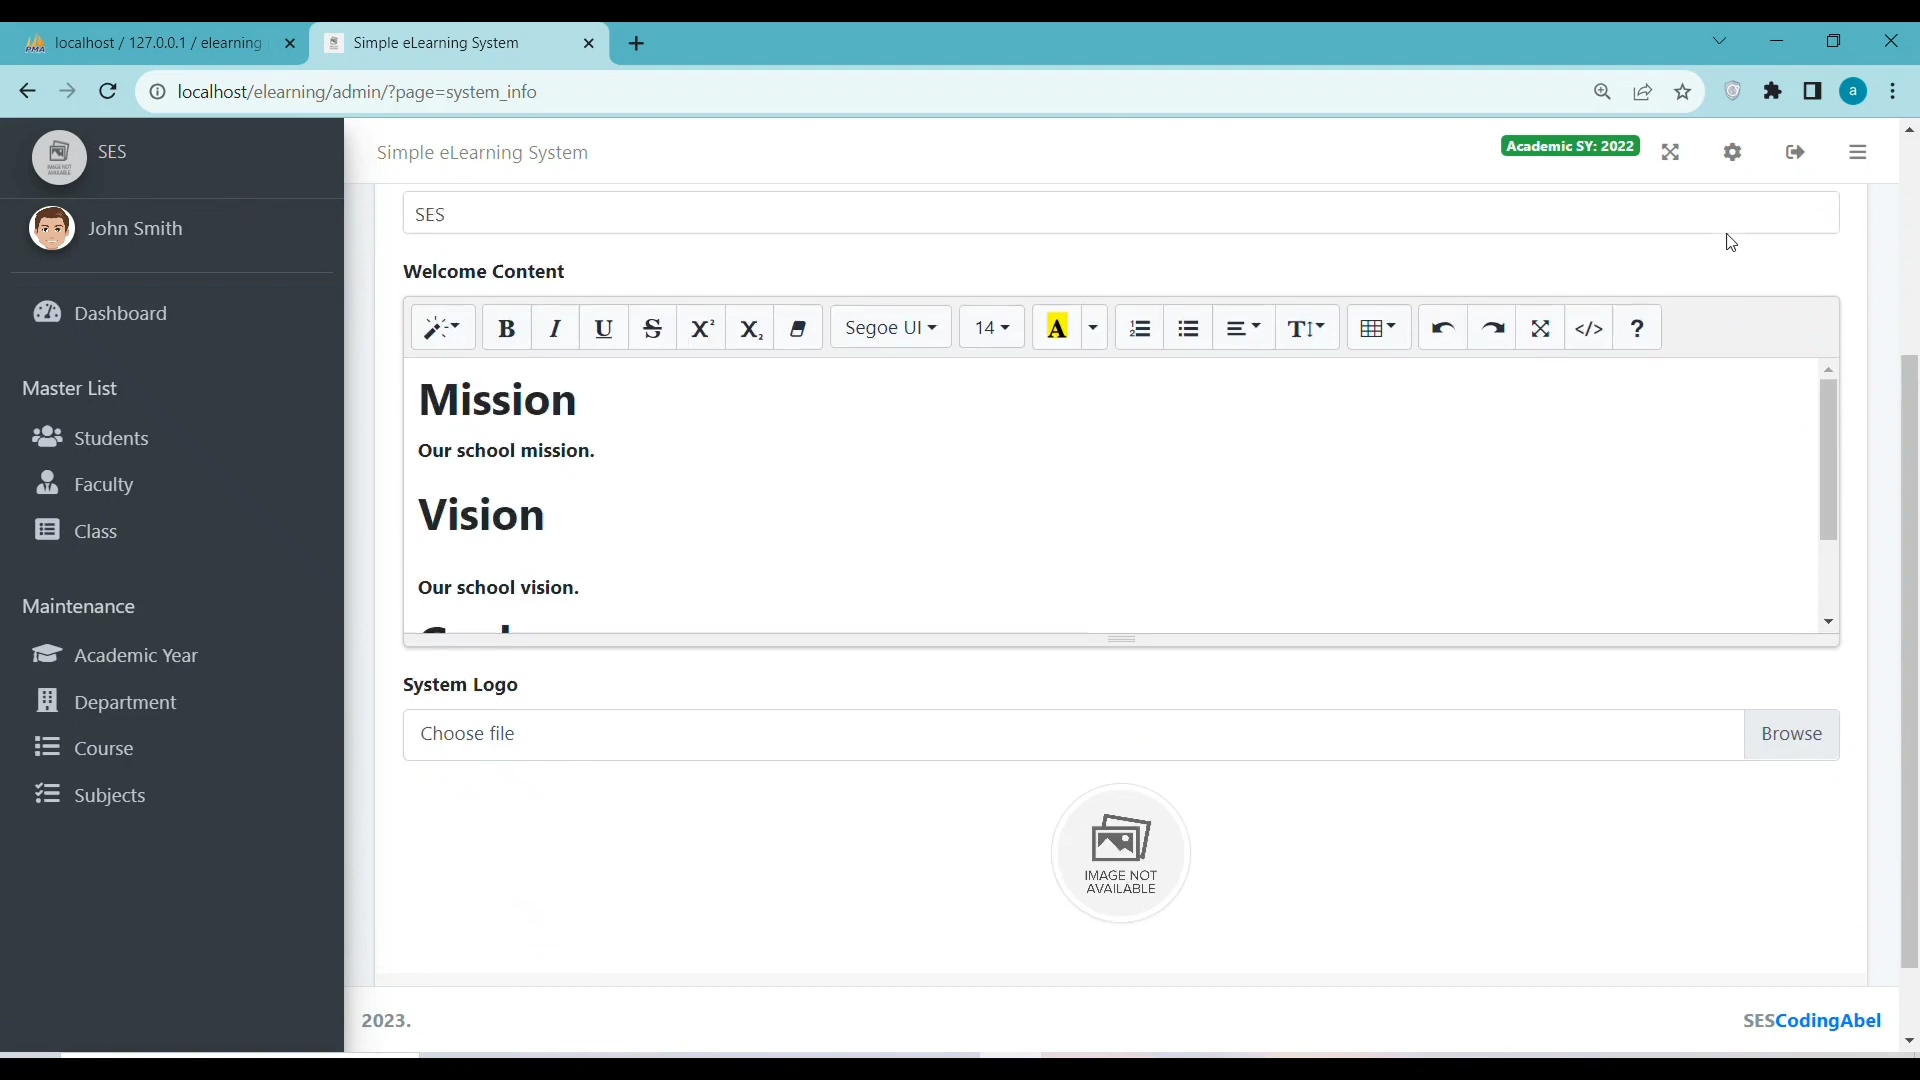 localhost / 127.0.0.1 / elearning
Simple eLearning System
localhost/elearning/admin/?page=system_info
a
SES
Simple eLearning System
Academic SY: 2022
John Smith
SES
Dashboard
Welcome Content
B I U S X² X₂ Segoe UI 14 A </> ?
Master List
Students
Faculty
Class
Mission
Our school mission.
Vision
Our school vision.
Maintenance
Academic Year
Department
Course
Subjects
System Logo
Choose file
Browse
IMAGE NOT
AVAILABLE
2023.
SESCodingAbel